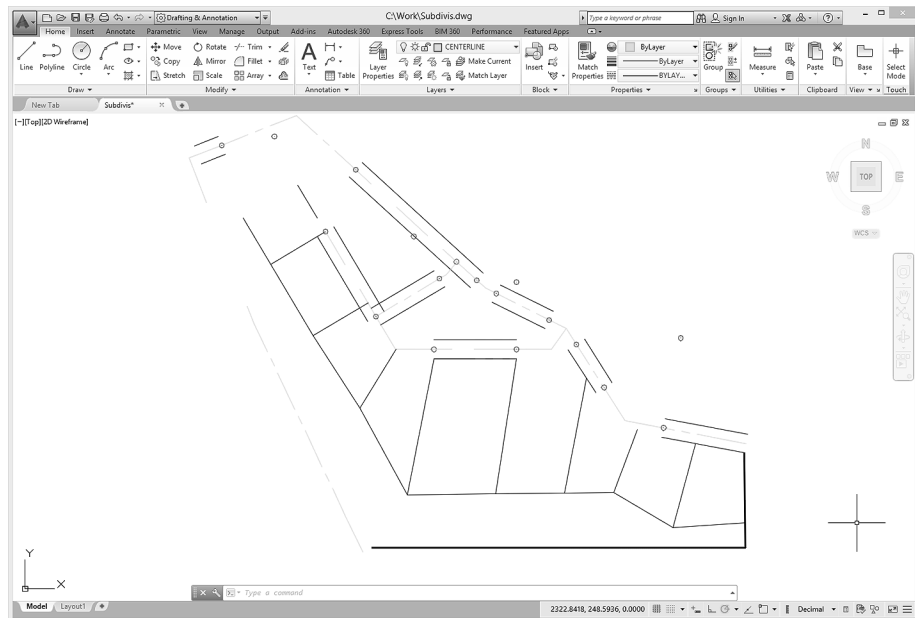 Drafting & Annotation
C:\Work\Subdivis.dwg
Type a keyword or phrase
Sign In
Home Insert Annotate Parametric View Manage Output Add-ins Autodesk 360 Express Tools BIM 360 Performance Featured Apps
Line Polyline Circle Arc
Move Rotate Trim
Copy Mirror Fillet
Stretch Scale Array
Text Table
Layer Properties
CENTERLINE
Make Current
Match Layer
Insert
Match Properties
ByLayer
ByLayer
BYLAY...
Group
Measure
Paste
Base
Select Mode
Draw Modify Annotation Layers Block Properties Groups Utilities Clipboard View Touch
New Tab Subdivis*
[−][Top][2D Wireframe]
N
W TOP E
S
WCS
Y
X
Type a command
Model Layout1
2322.8418, 248.5936, 0.0000
Decimal